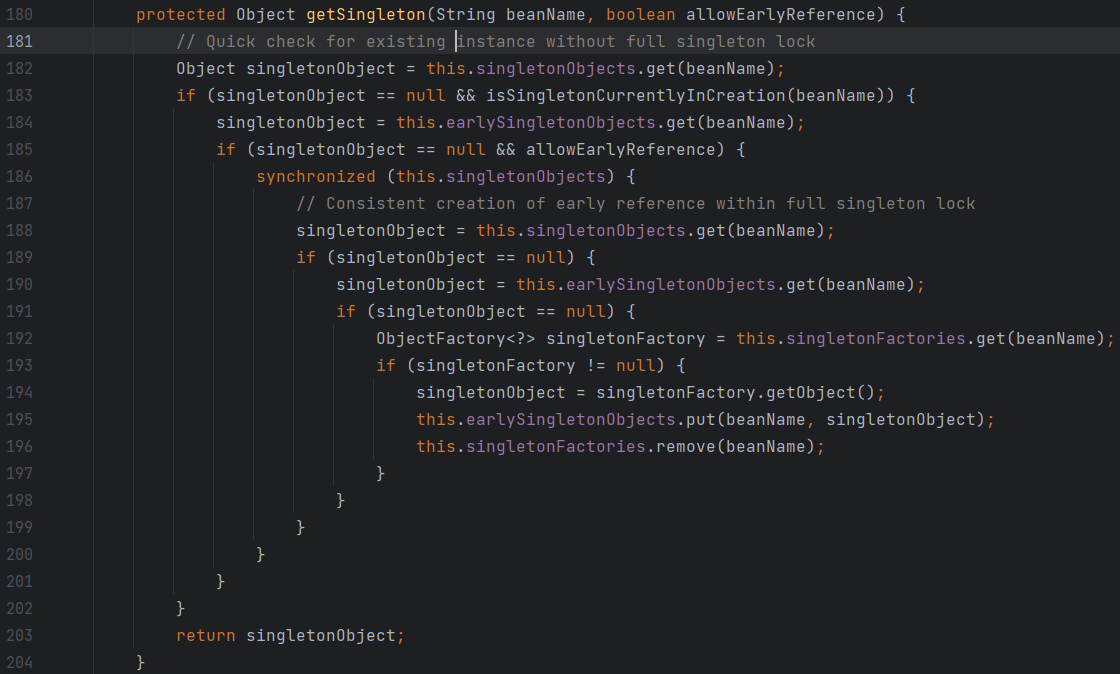 180 protected Object getSingleton(String beanName, boolean allowEarlyReference) {
181 // Quick check for existing instance without full singleton lock
182 Object singletonObject = this.singletonObjects.get(beanName);
183 if (singletonObject == null && isSingletonCurrentlyInCreation(beanName)) {
184 singletonObject = this.earlySingletonObjects.get(beanName);
185 if (singletonObject == null && allowEarlyReference) {
186 synchronized (this.singletonObjects) {
187 // Consistent creation of early reference within full singleton lock
188 singletonObject = this.singletonObjects.get(beanName);
189 if (singletonObject == null) {
190 singletonObject = this.earlySingletonObjects.get(beanName);
191 if (singletonObject == null) {
192 ObjectFactory<?> singletonFactory = this.singletonFactories.get(beanName);
193 if (singletonFactory != null) {
194 singletonObject = singletonFactory.getObject();
195 this.earlySingletonObjects.put(beanName, singletonObject);
196 this.singletonFactories.remove(beanName);
197 }
198 }
199 }
200 }
201 }
202 }
203 return singletonObject;
204 }